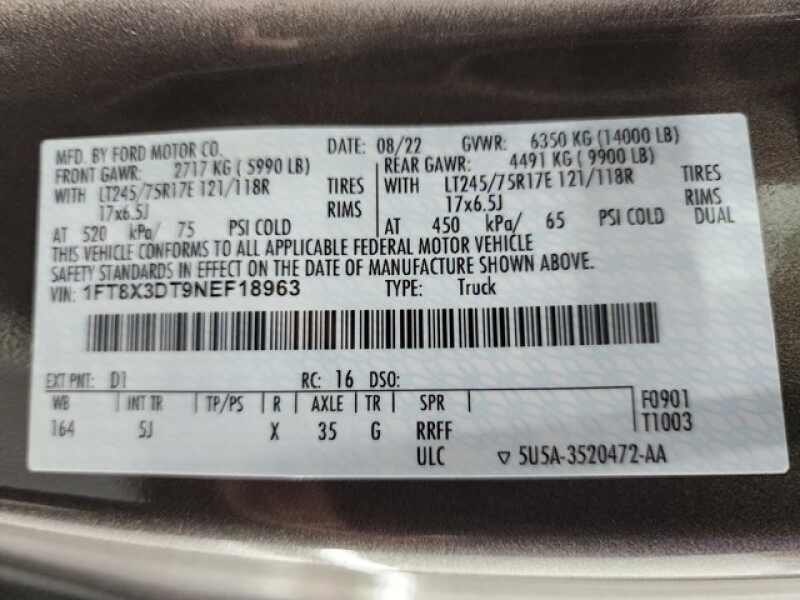 MFD. BY FORD MOTOR CO. DATE: 08/22 GVWR: 6350 KG (14000 LB)
FRONT GAWR: 2717 KG (5990 LB) REAR GAWR: 4491 KG (9900 LB)
WITH LT245/75R17E 121/118R TIRES WITH LT245/75R17E 121/118R TIRES
17x6.5J RIMS 17x6.5J RIMS
AT 520 kPa/ 75 PSI COLD AT 450 kPa/ 65 PSI COLD DUAL
THIS VEHICLE CONFORMS TO ALL APPLICABLE FEDERAL MOTOR VEHICLE
SAFETY STANDARDS IN EFFECT ON THE DATE OF MANUFACTURE SHOWN ABOVE.
VIN: 1FT8X3DT9NEF18963 TYPE: Truck
EXT PNT: D1 RC: 16 DSO:
WB INT TR TP/PS R AXLE TR SPR F0901
164 5J X 35 G RRFF T1003
ULC ▽ 5U5A-3520472-AA